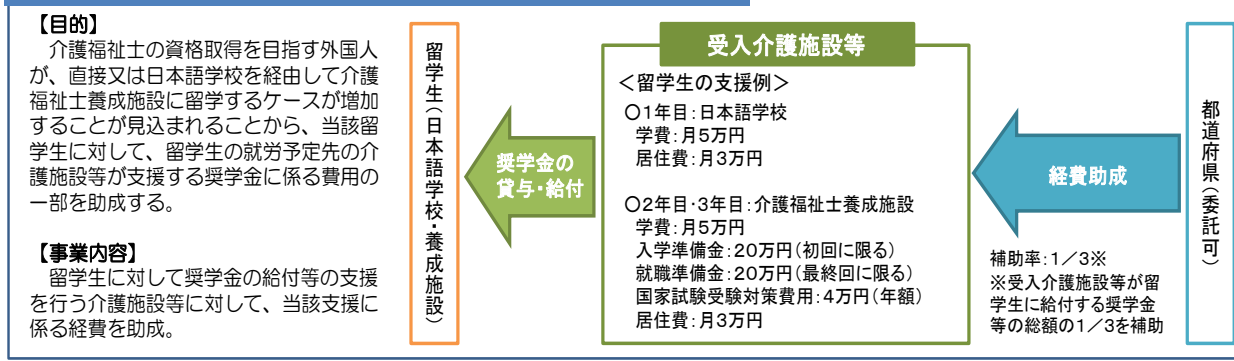 【目的】
介護福祉士の資格取得を目指す外国人
が、直接又は日本語学校を経由して介護
福祉士養成施設に留学するケースが増加
することが見込まれることから、当該留
学生に対して、留学生の就労予定先の介
護施設等が支援する奨学金に係る費用の
一部を助成する。
【事業内容】
留学生に対して奨学金の給付等の支援
を行う介護施設等に対して、当該支援に
係る経費を助成。
留学生（日本語学校・養成施設）
奨学金の
貸与・給付
受入介護施設等
＜留学生の支援例＞
○1年目：日本語学校
学費：月5万円
居住費：月3万円
○2年目・3年目：介護福祉士養成施設
学費：月5万円
入学準備金：20万円（初回に限る）
就職準備金：20万円（最終回に限る）
国家試験受験対策費用：4万円（年額）
居住費：月3万円
経費助成
補助率：1／3※
※受入介護施設等が留
学生に給付する奨学金
等の総額の1／3を補助
都道府県（委託可）